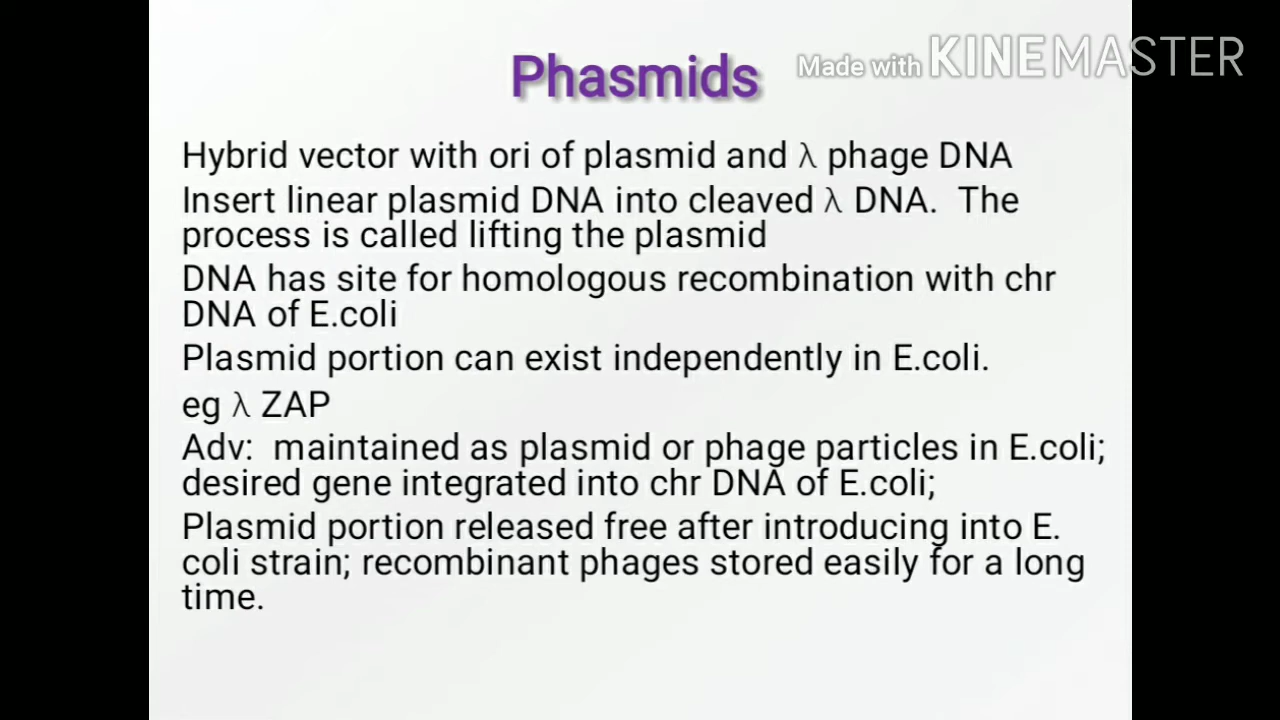 Phasmids
Made with KINEMASTER
Hybrid vector with ori of plasmid and λ phage DNA
Insert linear plasmid DNA into cleaved λ DNA.  The
process is called lifting the plasmid
DNA has site for homologous recombination with chr
DNA of E.coli
Plasmid portion can exist independently in E.coli.
eg λ ZAP
Adv:  maintained as plasmid or phage particles in E.coli;
desired gene integrated into chr DNA of E.coli;
Plasmid portion released free after introducing into E.
coli strain; recombinant phages stored easily for a long
time.